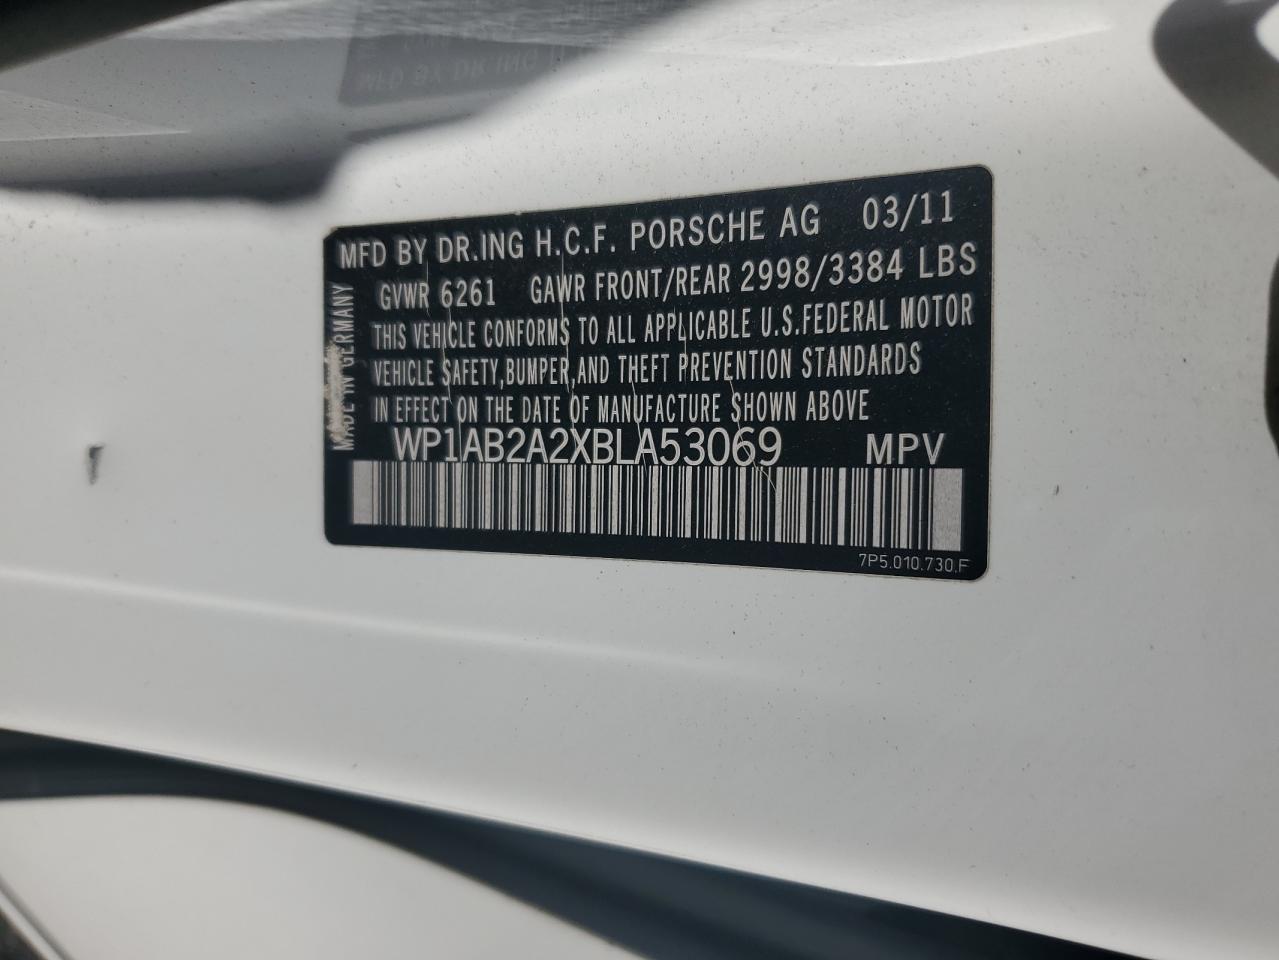 MFD BY DR.ING H.C.F. PORSCHE AG 03/11
GVWR 6261 GAWR FRONT/REAR 2998/3384 LBS
THIS VEHICLE CONFORMS TO ALL APPLICABLE U.S.FEDERAL MOTOR
VEHICLE SAFETY,BUMPER,AND THEFT PREVENTION STANDARDS
IN EFFECT ON THE DATE OF MANUFACTURE SHOWN ABOVE
WP1AB2A2XBLA53069 MPV
7P5.010.730.F
MADE IN GERMANY